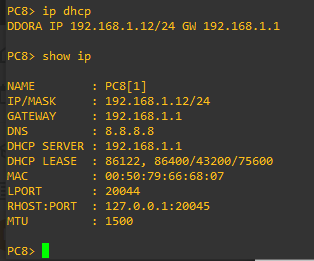 PC8> ip dhcp
DDORA IP 192.168.1.12/24 GW 192.168.1.1
PC8> show ip
NAME        : PC8[1]
IP/MASK     : 192.168.1.12/24
GATEWAY     : 192.168.1.1
DNS         : 8.8.8.8
DHCP SERVER : 192.168.1.1
DHCP LEASE  : 86122, 86400/43200/75600
MAC         : 00:50:79:66:68:07
LPORT       : 20044
RHOST:PORT  : 127.0.0.1:20045
MTU         : 1500
PC8>